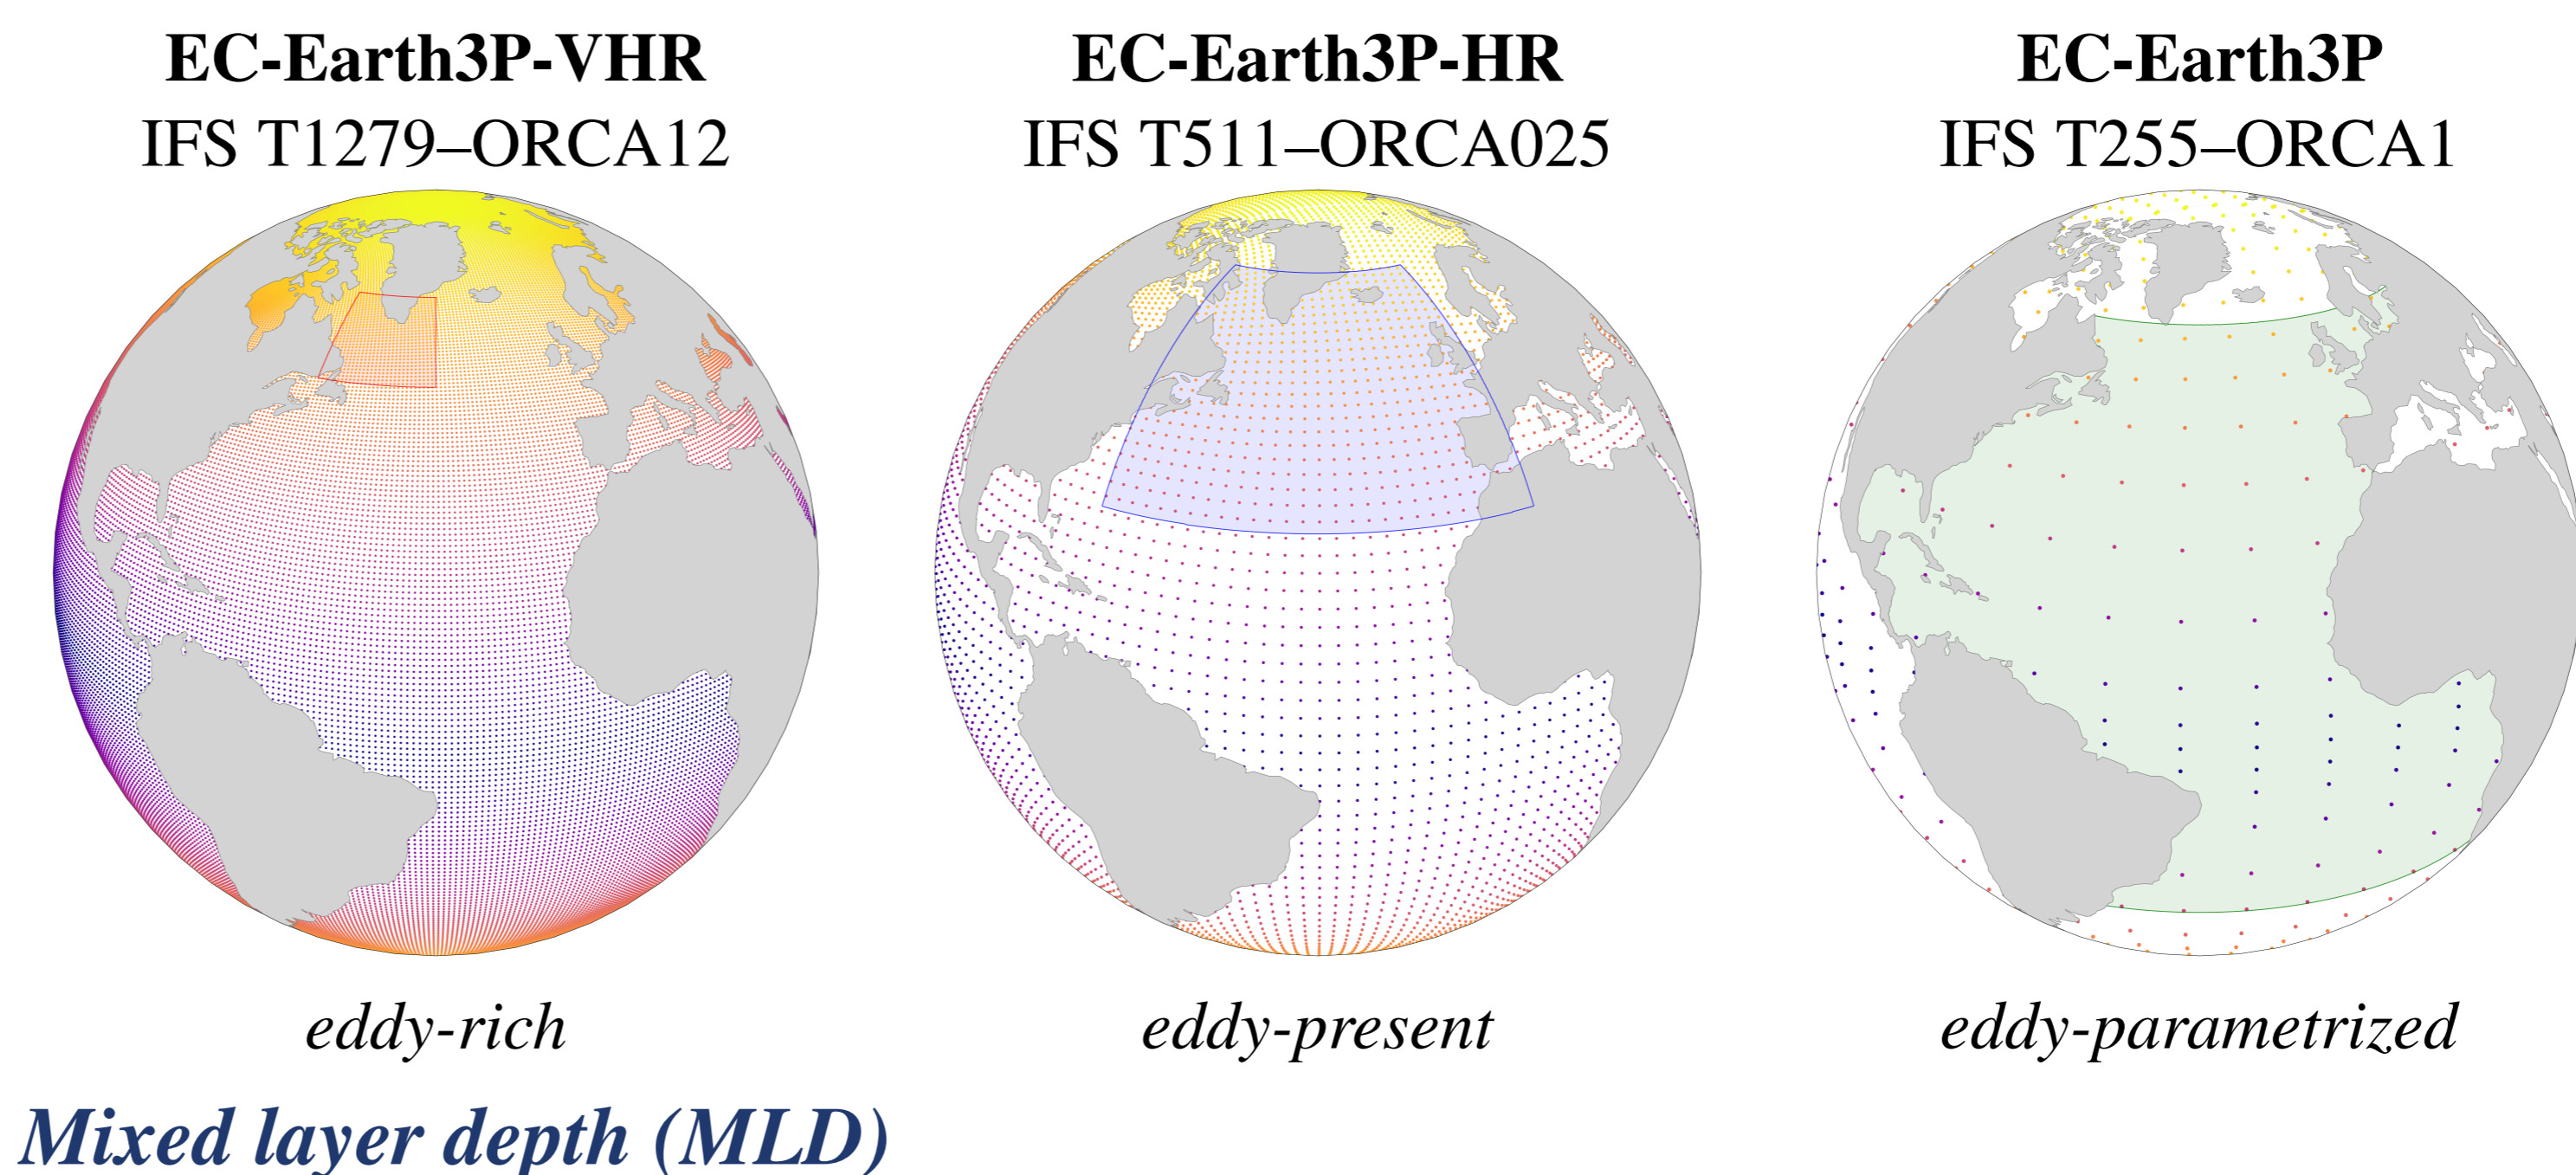 EC-Earth3P-VHR
IFS T1279–ORCA12
eddy-rich
EC-Earth3P-HR
IFS T511–ORCA025
eddy-present
EC-Earth3P
IFS T255–ORCA1
eddy-parametrized
Mixed layer depth (MLD)